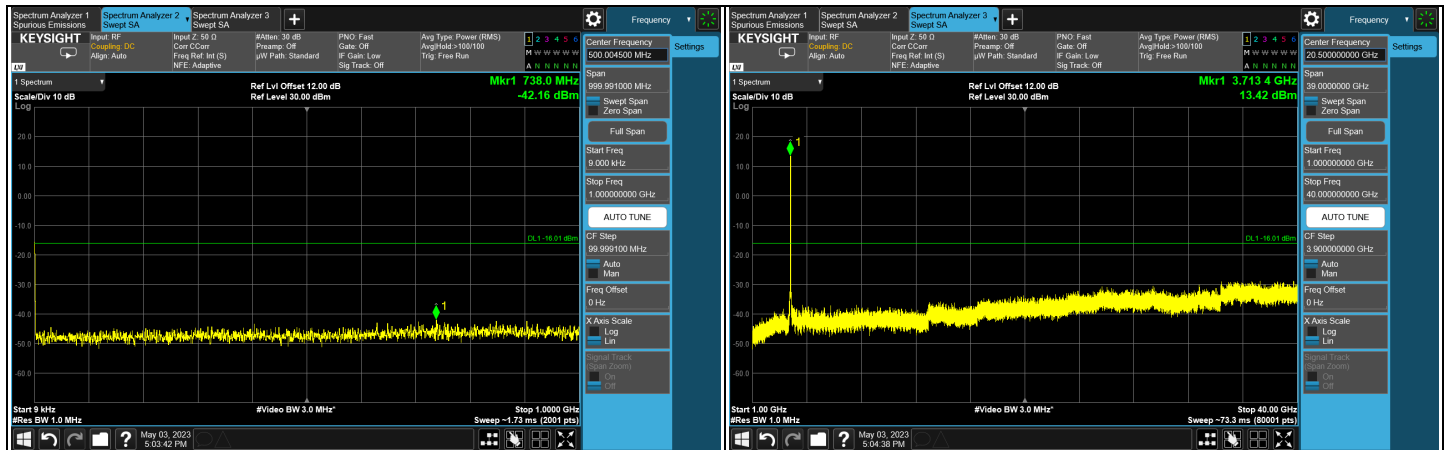 Spectrum Analyzer 1
Spurious Emissions
Spectrum Analyzer 2
Swept SA
Spectrum Analyzer 3
Swept SA
Frequency
KEYSIGHT
Input: RF
Coupling: DC
Align: Auto
Input Z: 50 Ω
Corr CCorr
Freq Ref: Int (S)
NFE: Adaptive
#Atten: 30 dB
Preamp: Off
µW Path: Standard
PNO: Fast
Gate: Off
IF Gain: Low
Sig Track: Off
Avg Type: Power (RMS)
Avg|Hold:>100/100
Trig: Free Run
1 2 3 4 5 6
M W W W W W
A N N N N N
LXI
1 Spectrum
Scale/Div 10 dB
Log
Ref Lvl Offset 12.00 dB
Ref Level 30.00 dBm
Mkr1 738.0 MHz
-42.16 dBm
20.0
10.0
0.00
-10.0
-20.0
-30.0
-40.0
-50.0
-60.0
DL1 -16.01 dBm
1
Start 9 kHz
#Res BW 1.0 MHz
#Video BW 3.0 MHz*
Stop 1.0000 GHz
Sweep ~1.73 ms (2001 pts)
May 03, 2023
5:03:42 PM
Center Frequency
500.004500 MHz
Settings
Span
999.991000 MHz
Swept Span
Zero Span
Full Span
Start Freq
9.000 kHz
Stop Freq
1.000000000 GHz
AUTO TUNE
CF Step
99.999100 MHz
Auto
Man
Freq Offset
0 Hz
X Axis Scale
Log
Lin
Signal Track
(Span Zoom)
On
Off
Spectrum Analyzer 1
Spurious Emissions
Spectrum Analyzer 2
Swept SA
Spectrum Analyzer 3
Swept SA
Frequency
KEYSIGHT
Input: RF
Coupling: DC
Align: Auto
Input Z: 50 Ω
Corr CCorr
Freq Ref: Int (S)
NFE: Adaptive
#Atten: 30 dB
Preamp: Off
µW Path: Standard
PNO: Fast
Gate: Off
IF Gain: Low
Sig Track: Off
Avg Type: Power (RMS)
Avg|Hold:>100/100
Trig: Free Run
1 2 3 4 5 6
M W W W W W
A N N N N N
LXI
1 Spectrum
Scale/Div 10 dB
Log
Ref Lvl Offset 12.00 dB
Ref Level 30.00 dBm
Mkr1 3.713 4 GHz
13.42 dBm
20.0
10.0
0.00
-10.0
-20.0
-30.0
-40.0
-50.0
-60.0
DL1 -16.01 dBm
1
Start 1.00 GHz
#Res BW 1.0 MHz
#Video BW 3.0 MHz*
Stop 40.00 GHz
Sweep ~73.3 ms (80001 pts)
May 03, 2023
5:04:38 PM
Center Frequency
20.500000000 GHz
Settings
Span
39.0000000 GHz
Swept Span
Zero Span
Full Span
Start Freq
1.000000000 GHz
Stop Freq
40.000000000 GHz
AUTO TUNE
CF Step
3.900000000 GHz
Auto
Man
Freq Offset
0 Hz
X Axis Scale
Log
Lin
Signal Track
(Span Zoom)
On
Off